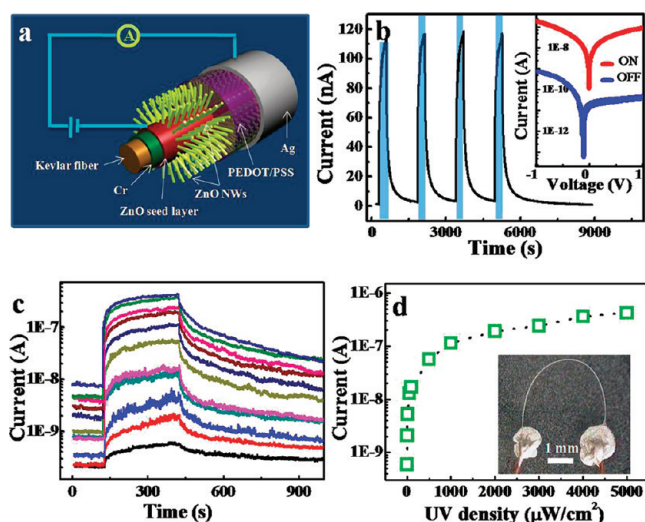 a
A
Kevlar fiber
Cr
ZnO seed layer
ZnO NWs
PEDOT/PSS
Ag
b
Current (nA)
120
100
80
60
40
20
0
0 3000 6000 9000
Time (s)
Current (A)
1E-8
1E-10
1E-12
ON
OFF
-1 0 1
Voltage (V)
c
Current (A)
1E-7
1E-8
1E-9
0 300 600 900
Time (s)
d
Current (A)
1E-6
1E-7
1E-8
1E-9
0 1000 2000 3000 4000 5000
UV density (μW/cm²)
1 mm